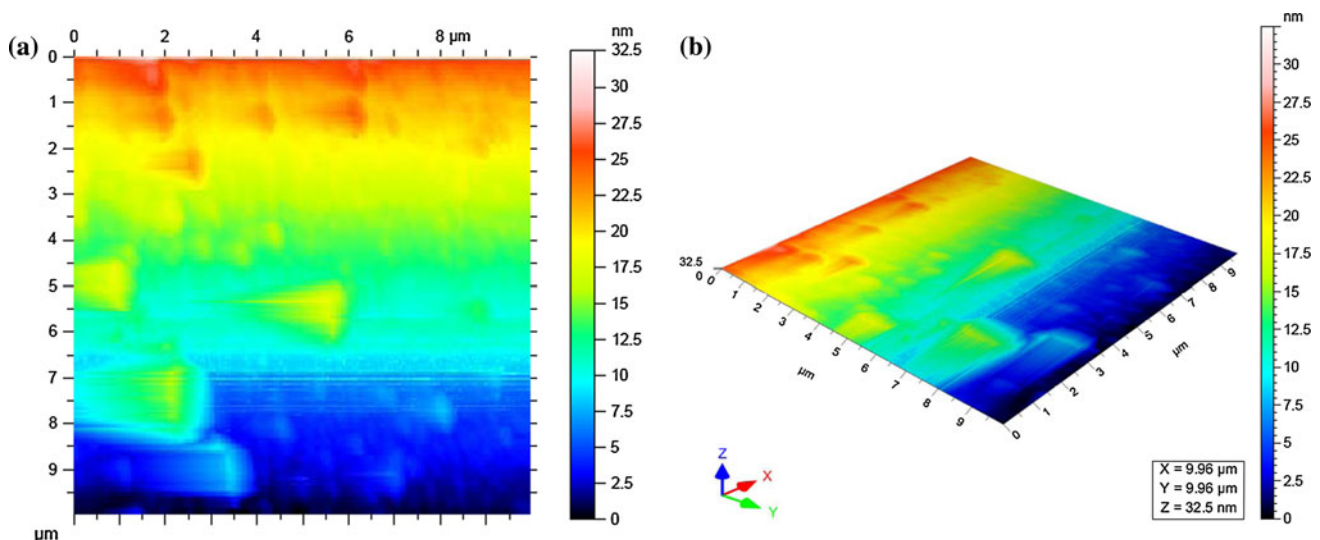 (a)
0 2 4 6 8 µm
0
1
2
3
4
5
6
7
8
9
µm
nm
32.5
30
27.5
25
22.5
20
17.5
15
12.5
10
7.5
5
2.5
0
(b)
32.5
0
0 1 2 3 4 5 6 7 8 9
µm
0 1 2 3 4 5 6 7 8 9
µm
Z
X
Y
nm
30
27.5
25
22.5
20
17.5
15
12.5
10
7.5
5
2.5
0
X = 9.96 µm
Y = 9.96 µm
Z = 32.5 nm